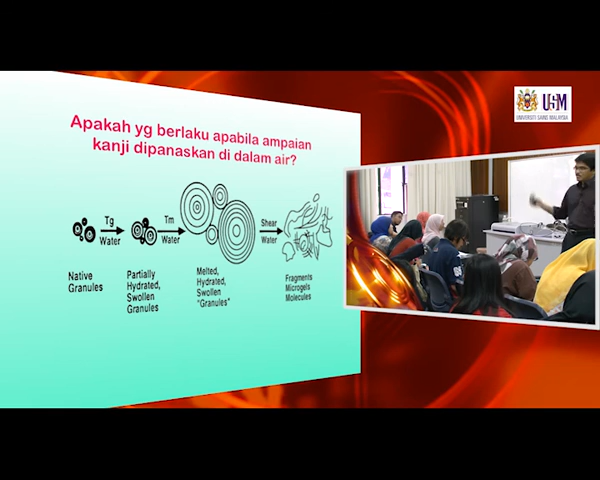 Apakah yg berlaku apabila ampaian
kanji dipanaskan di dalam air?
USM
UNIVERSITI SAINS MALAYSIA
Tg
Water
Tm
Water
Shear
Water
Native
Granules
Partially
Hydrated,
Swollen
Granules
Melted,
Hydrated,
Swollen
"Granules"
Fragments
Microgels
Molecules